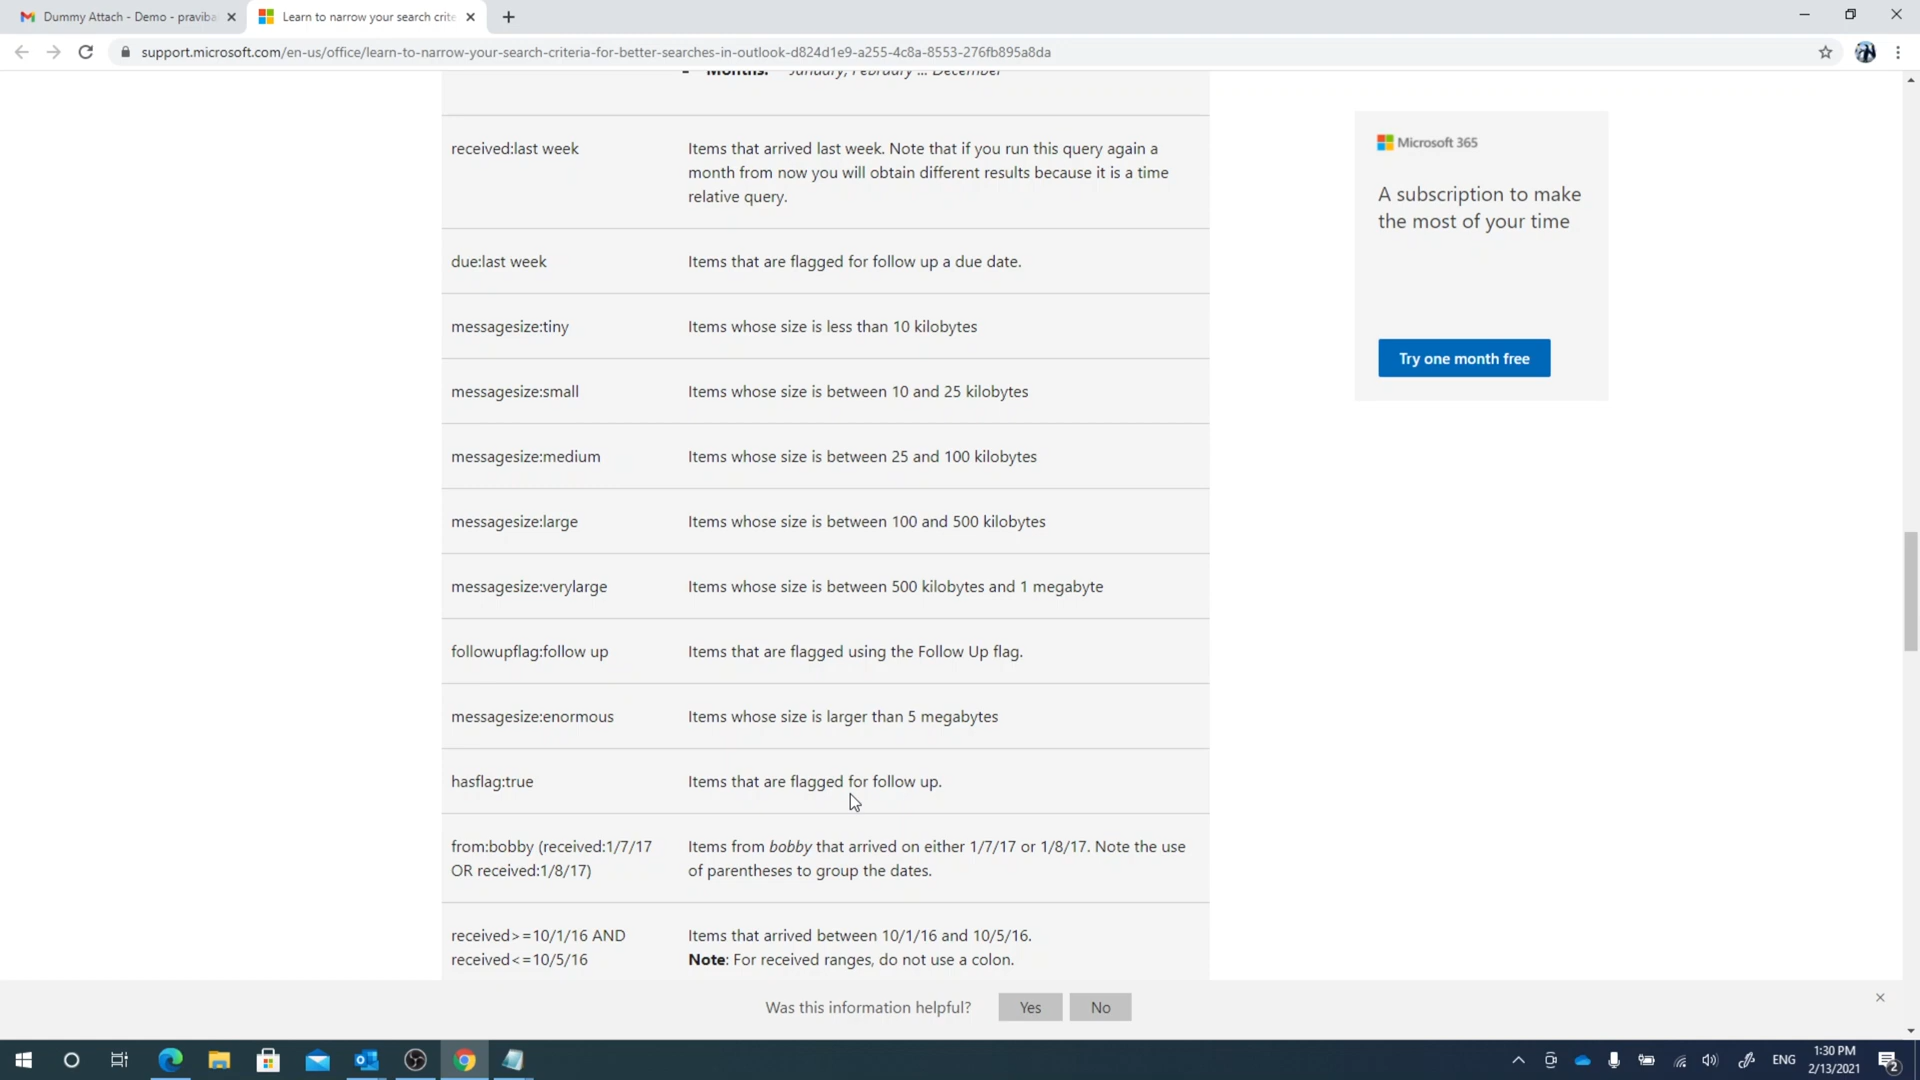 Dummy Attach - Demo - praviba
Learn to narrow your search crite
support.microsoft.com/en-us/office/learn-to-narrow-your-search-criteria-for-better-searches-in-outlook-d824d1e9-a255-4c8a-8553-276fb895a8da
Months: January, February ... December
received:last week
Items that arrived last week. Note that if you run this query again a
month from now you will obtain different results because it is a time
relative query.
due:last week
Items that are flagged for follow up a due date.
messagesize:tiny
Items whose size is less than 10 kilobytes
messagesize:small
Items whose size is between 10 and 25 kilobytes
messagesize:medium
Items whose size is between 25 and 100 kilobytes
messagesize:large
Items whose size is between 100 and 500 kilobytes
messagesize:verylarge
Items whose size is between 500 kilobytes and 1 megabyte
followupflag:follow up
Items that are flagged using the Follow Up flag.
messagesize:enormous
Items whose size is larger than 5 megabytes
hasflag:true
Items that are flagged for follow up.
from:bobby (received:1/7/17
OR received:1/8/17)
Items from bobby that arrived on either 1/7/17 or 1/8/17. Note the use
of parentheses to group the dates.
received>=10/1/16 AND
received<=10/5/16
Items that arrived between 10/1/16 and 10/5/16.
Note: For received ranges, do not use a colon.
Microsoft 365
A subscription to make
the most of your time
Try one month free
Was this information helpful?
Yes
No
ENG
1:30 PM
2/13/2021
2